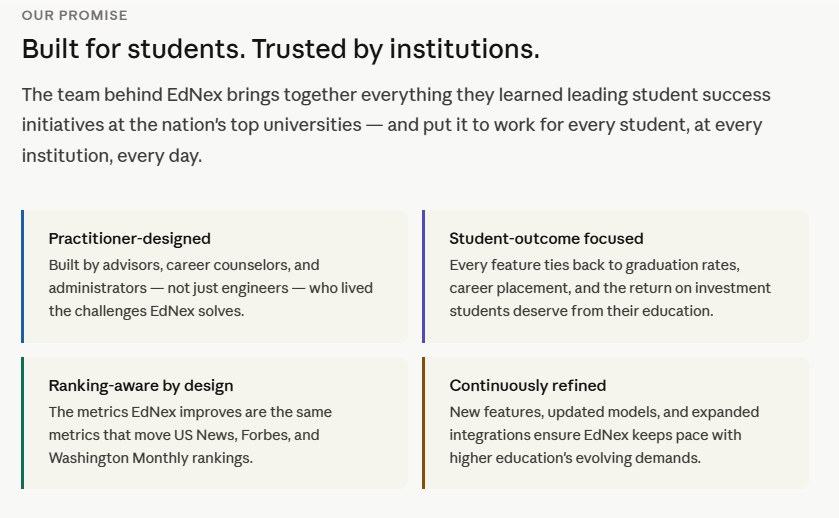 OUR PROMISE
Built for students. Trusted by institutions.
The team behind EdNex brings together everything they learned leading student success
initiatives at the nation's top universities — and put it to work for every student, at every
institution, every day.
Practitioner-designed
Built by advisors, career counselors, and
administrators — not just engineers — who lived
the challenges EdNex solves.
Student-outcome focused
Every feature ties back to graduation rates,
career placement, and the return on investment
students deserve from their education.
Ranking-aware by design
The metrics EdNex improves are the same
metrics that move US News, Forbes, and
Washington Monthly rankings.
Continuously refined
New features, updated models, and expanded
integrations ensure EdNex keeps pace with
higher education's evolving demands.